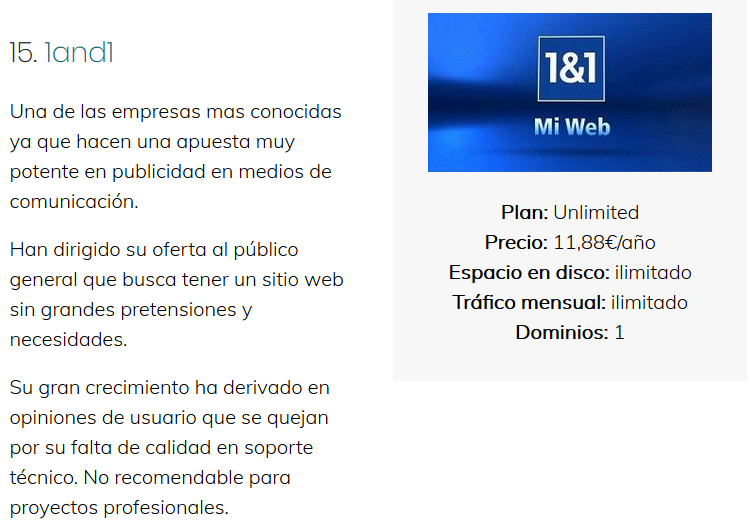 15. 1and1
Una de las empresas mas conocidas
ya que hacen una apuesta muy
potente en publicidad en medios de
comunicación.
Han dirigido su oferta al público
general que busca tener un sitio web
sin grandes pretensiones y
necesidades.
Su gran crecimiento ha derivado en
opiniones de usuario que se quejan
por su falta de calidad en soporte
técnico. No recomendable para
proyectos profesionales.
1&1
Mi Web
Plan: Unlimited
Precio: 11,88€/año
Espacio en disco: ilimitado
Tráfico mensual: ilimitado
Dominios: 1